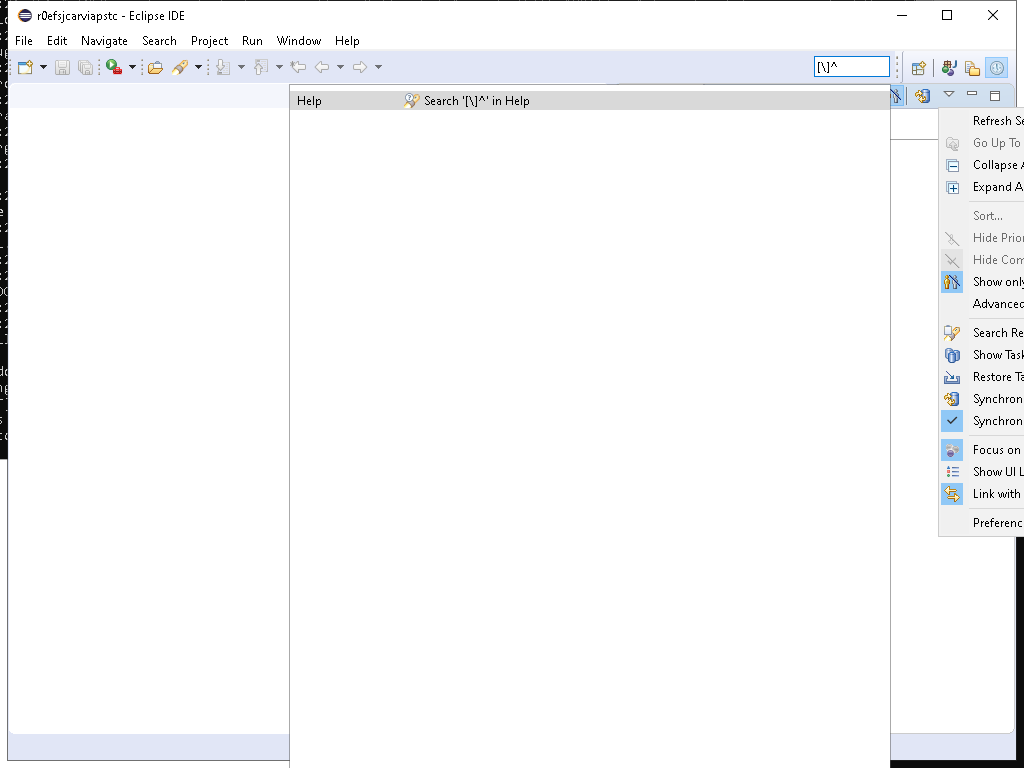 r0efsjcarviapstc - Eclipse IDE
File Edit Navigate Search Project Run Window Help
[\]^
Help Search '[\]^' in Help
Refresh Se
Go Up To
Collapse A
Expand A
Sort...
Hide Prior
Hide Com
Show only
Advanced
Search Re
Show Task
Restore Ta
Synchron
Synchron
Focus on
Show UI L
Link with
Preferenc